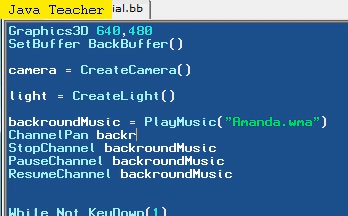 Java Teacher ial.bb
Graphics3D 640,480
SetBuffer BackBuffer()
camera = CreateCamera()
light = CreateLight()
backroundMusic = PlayMusic("Amanda.wma")
ChannelPan backr
StopChannel backroundMusic
PauseChannel backroundMusic
ResumeChannel backroundMusic
While Not KeyDown(1)